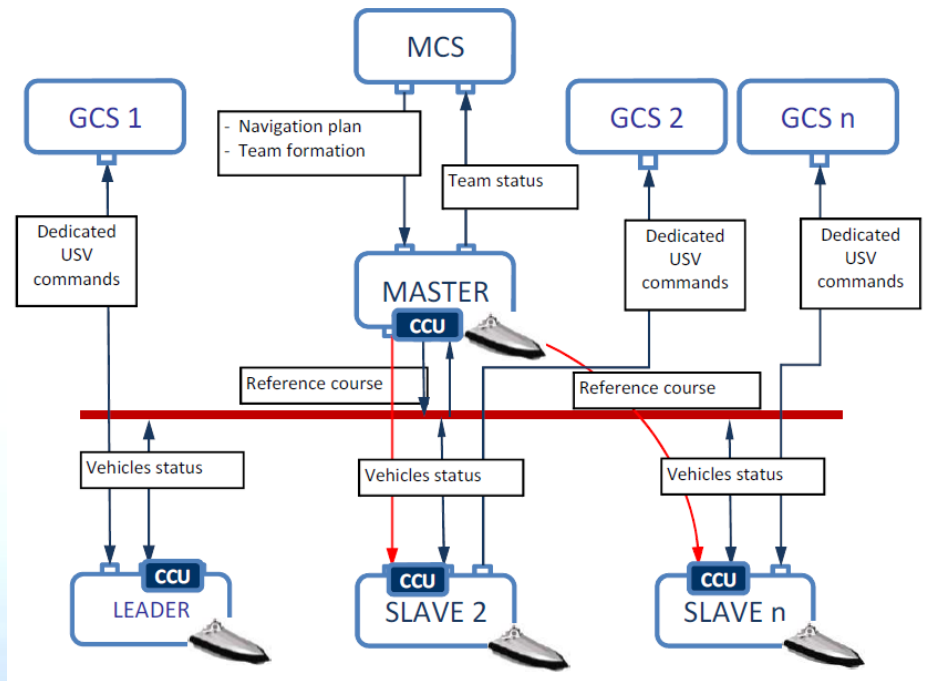 MCS
GCS 1
GCS 2
GCS n
- Navigation plan
- Team formation
Team status
Dedicated
USV
commands
Dedicated
USV
commands
Dedicated
USV
commands
MASTER
CCU
Reference course
Reference course
Vehicles status
Vehicles status
Vehicles status
CCU
LEADER
CCU
SLAVE 2
CCU
SLAVE n